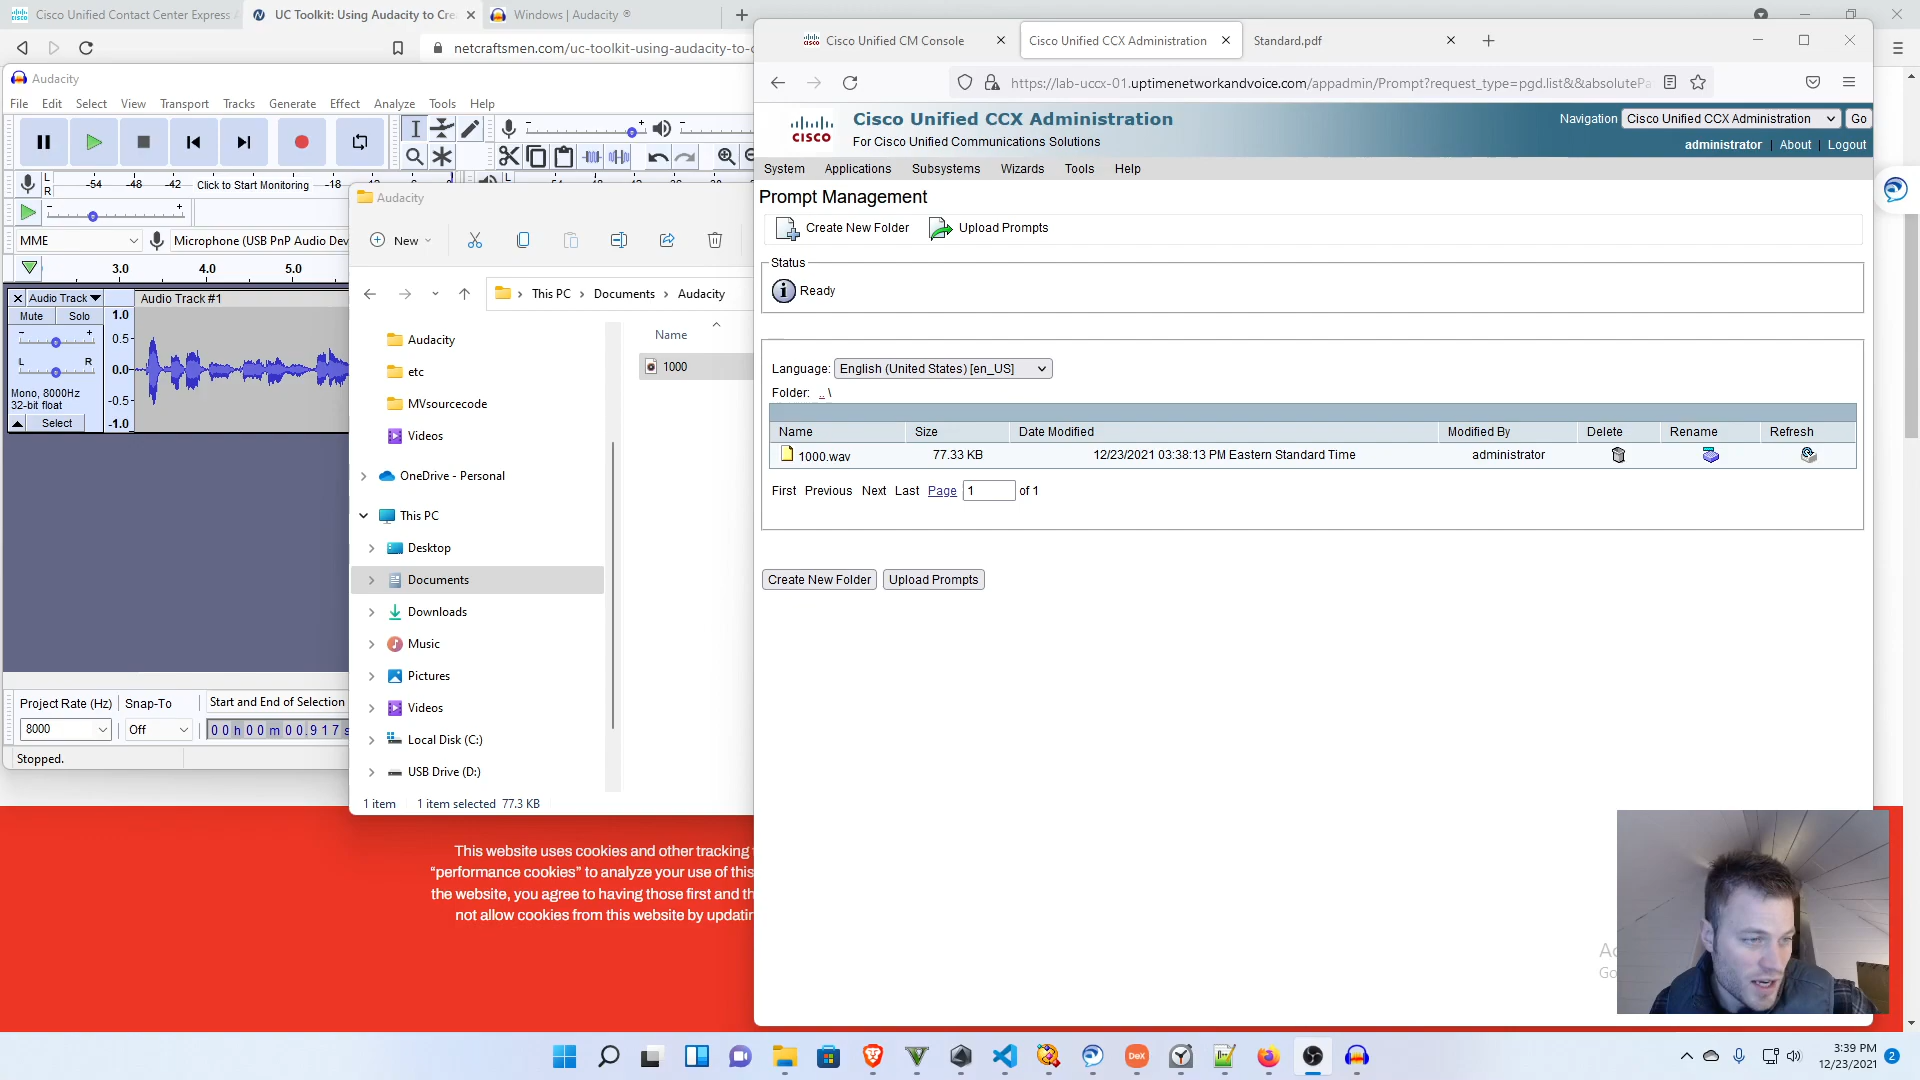 Cisco Unified Contact Center Express
UC Toolkit: Using Audacity to Cre
Windows | Audacity ®
netcraftsmen.com/uc-toolkit-using-audacity-to-c
Audacity
File Edit Select View Transport Tracks Generate Effect Analyze Tools Help
L
R
-54 -48 -42 Click to Start Monitoring -18
MME
Microphone (USB PnP Audio Dev
3.0 4.0 5.0
Audio Track
Audio Track #1
Mute Solo
L R
Mono, 8000Hz
32-bit float
Select
1.0
0.5
0.0
-0.5
-1.0
Project Rate (Hz) Snap-To Start and End of Selection
8000 Off 00h00m00.917s
Stopped.
Audacity
New
This PC > Documents > Audacity
Audacity
etc
MVsourcecode
Videos
OneDrive - Personal
This PC
Desktop
Documents
Downloads
Music
Pictures
Videos
Local Disk (C:)
USB Drive (D:)
Name
1000
1 item 1 item selected 77.3 KB
This website uses cookies and other tracking
"performance cookies" to analyze your use of this
the website, you agree to having those first and th
not allow cookies from this website by updatin
Cisco Unified CM Console
Cisco Unified CCX Administration
Standard.pdf
https://lab-uccx-01.uptimenetworkandvoice.com/appadmin/Prompt?request_type=pgd.list&&absolutePa
CISCO
Cisco Unified CCX Administration
For Cisco Unified Communications Solutions
Navigation Cisco Unified CCX Administration Go
administrator | About | Logout
System Applications Subsystems Wizards Tools Help
Prompt Management
Create New Folder Upload Prompts
Status
Ready
Language: English (United States) [en_US]
Folder: .. \
Name Size Date Modified Modified By Delete Rename Refresh
1000.wav 77.33 KB 12/23/2021 03:38:13 PM Eastern Standard Time administrator
First Previous Next Last Page 1 of 1
Create New Folder Upload Prompts
DeX
3:39 PM
12/23/2021
2